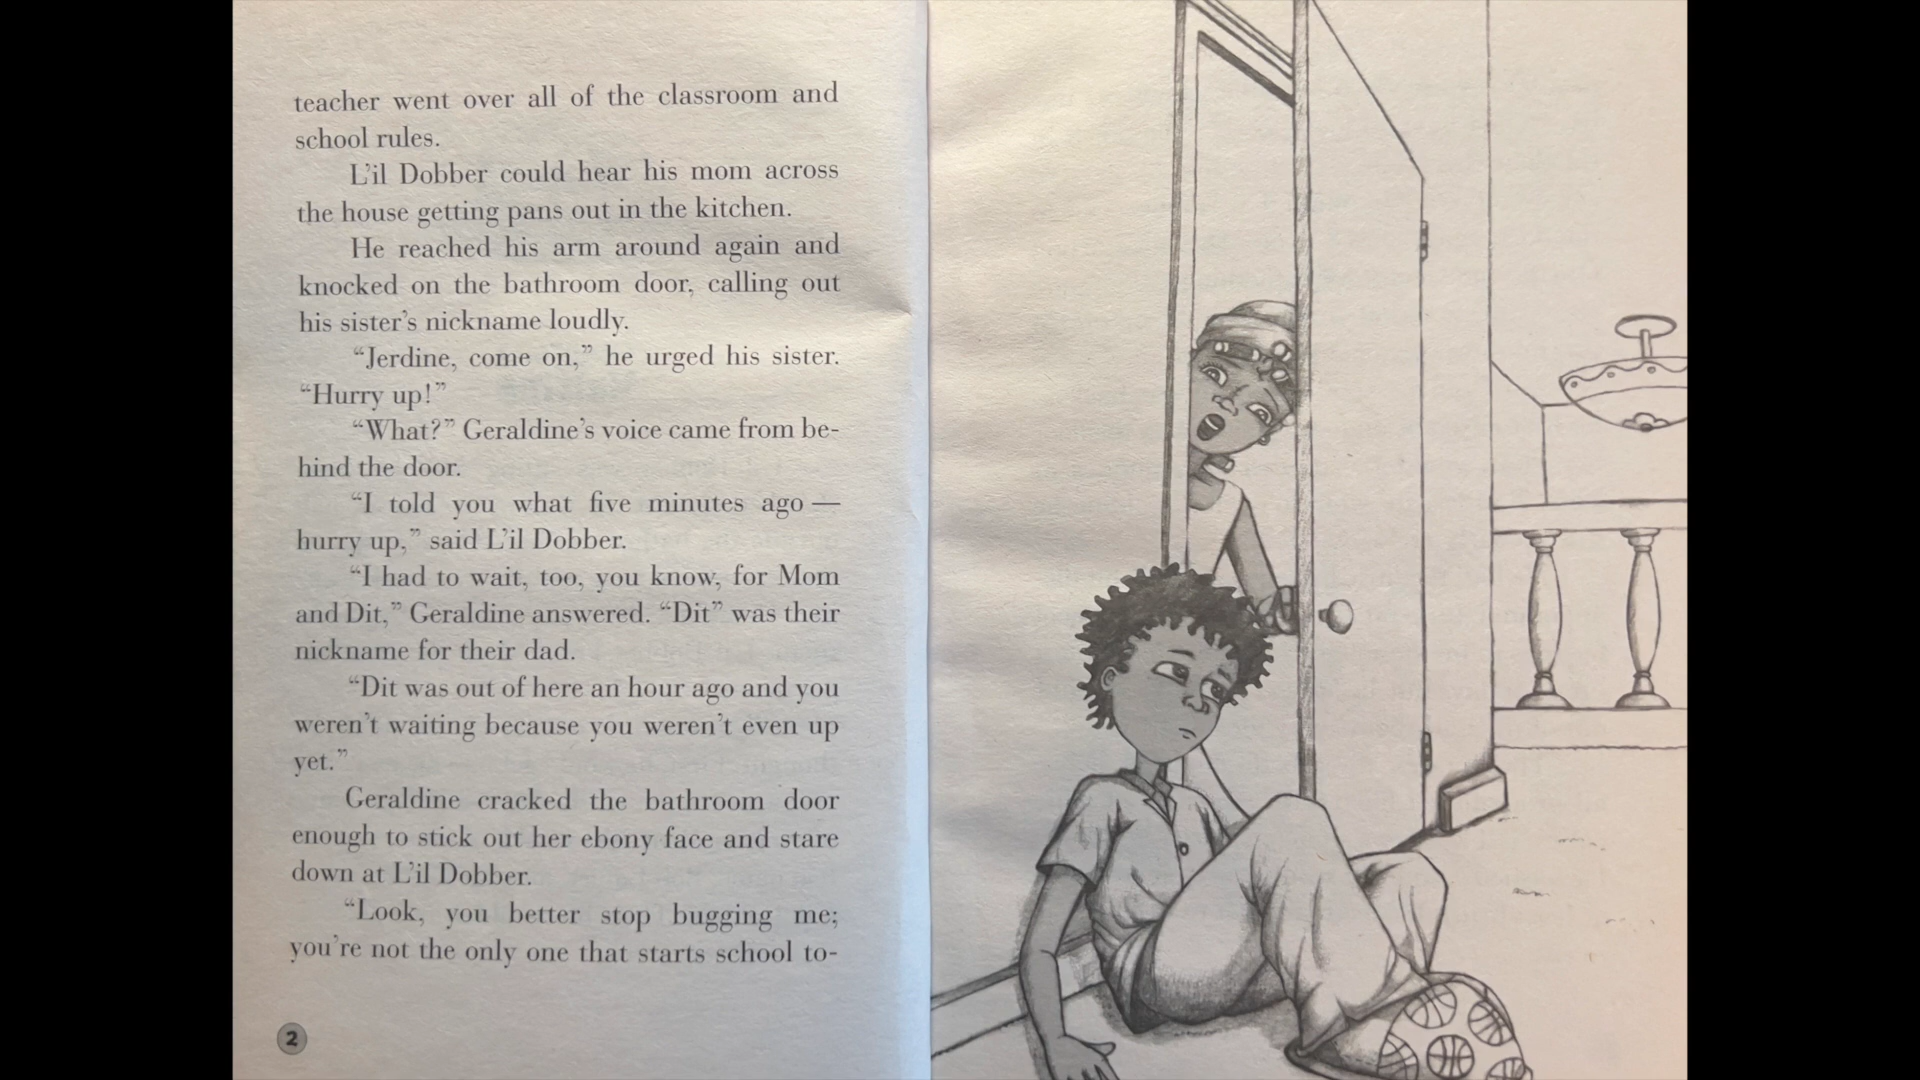 teacher went over all of the classroom and
school rules.
L’il Dobber could hear his mom across
the house getting pans out in the kitchen.
He reached his arm around again and
knocked on the bathroom door, calling out
his sister’s nickname loudly.
“Jerdine, come on,” he urged his sister.
“Hurry up!”
“What?” Geraldine’s voice came from be-
hind the door.
“I told you what five minutes ago —
hurry up,” said L’il Dobber.
“I had to wait, too, you know, for Mom
and Dit,” Geraldine answered. “Dit” was their
nickname for their dad.
“Dit was out of here an hour ago and you
weren’t waiting because you weren’t even up
yet.”
Geraldine cracked the bathroom door
enough to stick out her ebony face and stare
down at L’il Dobber.
“Look, you better stop bugging me;
you’re not the only one that starts school to-
2